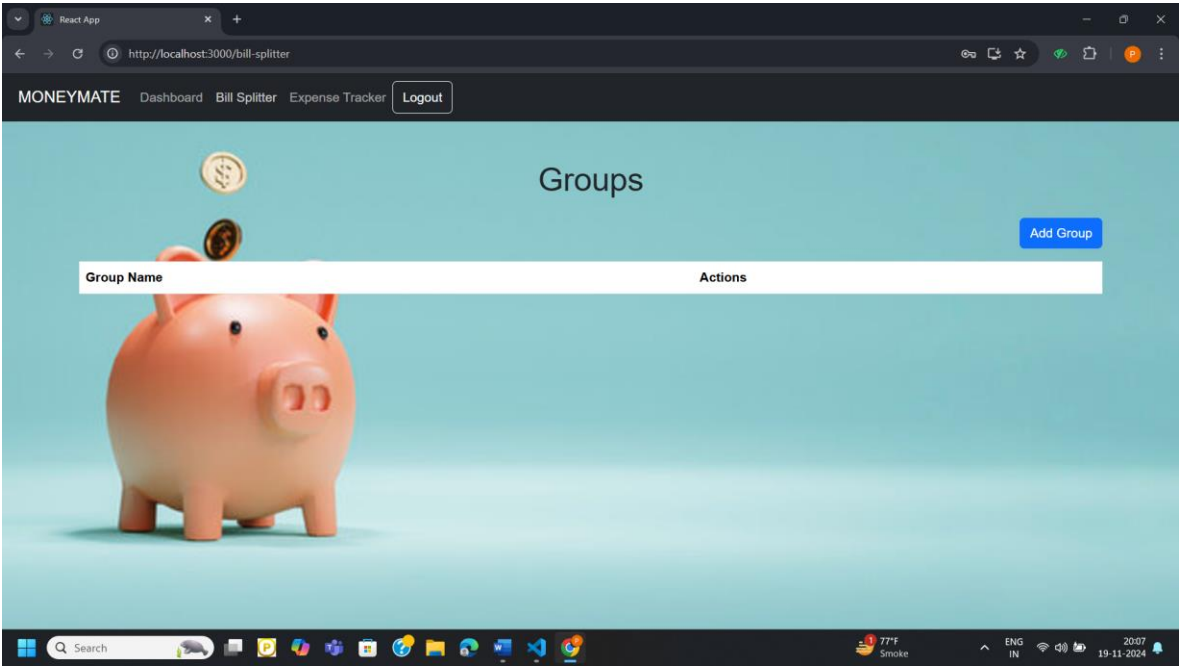 React App
http://localhost:3000/bill-splitter
P
MONEYMATE Dashboard Bill Splitter Expense Tracker Logout
Groups
Add Group
Group Name Actions
Search
1
77°F
Smoke
ENG
IN
20:07
19-11-2024